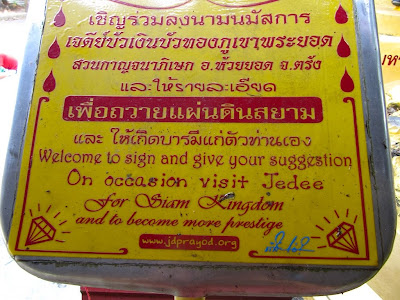 เชิญร่วมลงนามนมัสการ
เจดีย์บัวเงินบัวทองภูเขาพระยอด
สวนกาญจนาภิเษก อ.ห้วยยอด จ.ตรัง
และให้รายละเอียด
เพื่อถวายแผ่นดินสยาม
และ ให้เกิดบารมีแก่ตัวท่านเอง
Welcome to sign and give your suggestion
On occasion visit Jedee
For Siam Kingdom
and to become more prestige
www.jdprayod.org